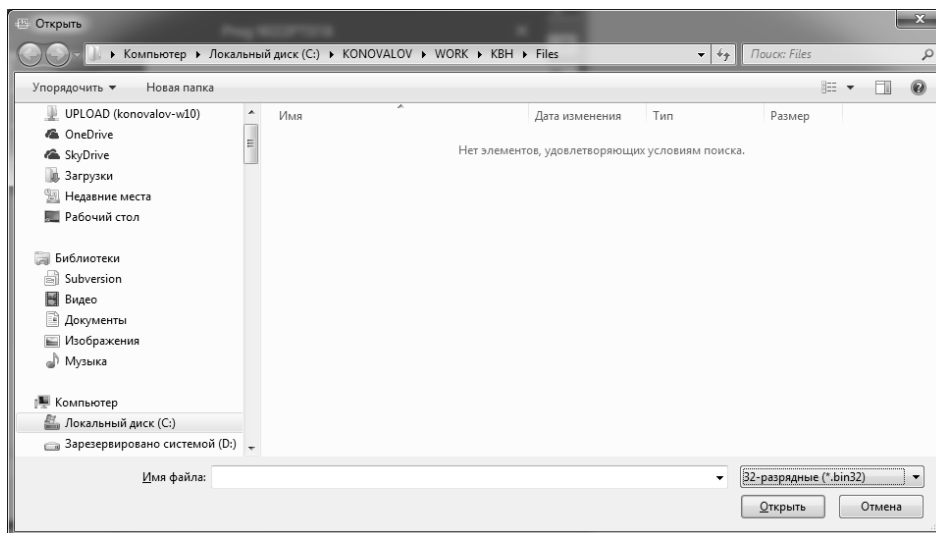 Открыть
Компьютер Локальный диск (C:) KONOVALOV WORK KBH Files Поиск: Files
Упорядочить Новая папка
UPLOAD (konovalov-w10)
OneDrive
SkyDrive
Загрузки
Недавние места
Рабочий стол
Библиотеки
Subversion
Видео
Документы
Изображения
Музыка
Компьютер
Локальный диск (C:)
Зарезервировано системой (D:)
Имя Дата изменения Тип Размер
Нет элементов, удовлетворяющих условиям поиска.
Имя файла: 32-разрядные (*.bin32)
Открыть Отмена